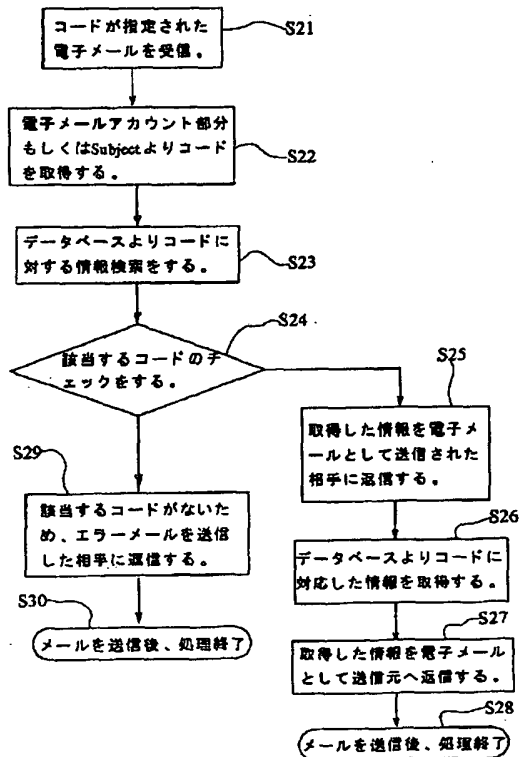 コードが指定された
電子メールを受信。
S21
電子メールアカウント部分
もしくはSubjectよりコード
を取得する。
S22
データベースよりコードに
対する情報検索をする。
S23
S24
該当するコードのチ
ェックをする。
S25
取得した情報を電子メ
ールとして送信された
相手に返信する。
S29
該当するコードがないた
め、エラーメールを送信
した相手に返信する。
S26
データベースよりコードに
対応した情報を取得する。
S30
メールを送信後、処理終了
S27
取得した情報を電子メール
として送信元へ返信する。
S28
メールを送信後、処理終了